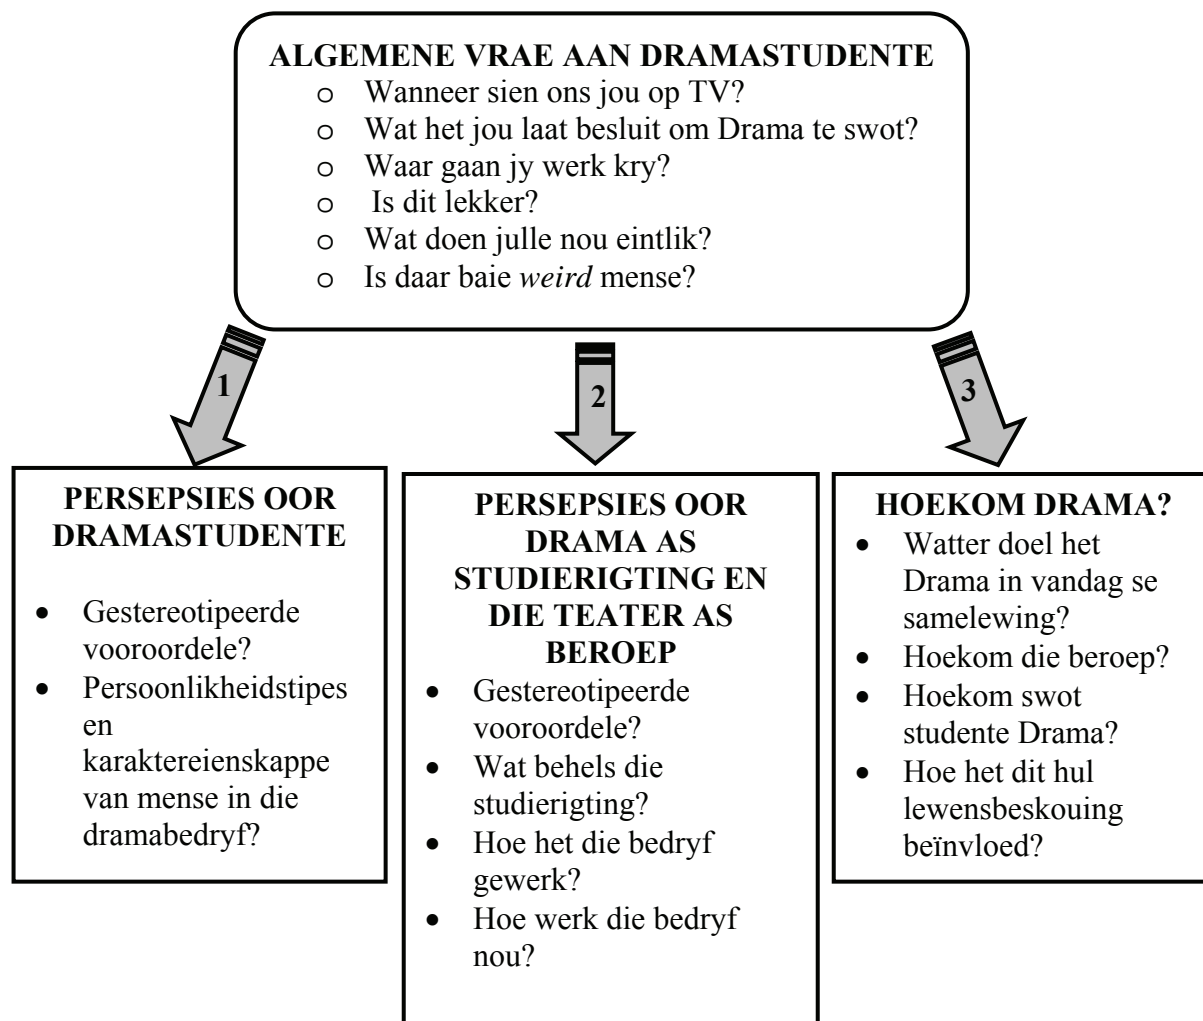 ALGEMENE VRAE AAN DRAMASTUDENTE
o Wanneer sien ons jou op TV?
o Wat het jou laat besluit om Drama te swot?
o Waar gaan jy werk kry?
o Is dit lekker?
o Wat doen julle nou eintlik?
o Is daar baie weird mense?
1
2
3
PERSEPSIES OOR
DRAMASTUDENTE
• Gestereotipeerde
vooroordele?
• Persoonlikheidstipes
en
karaktereienskappe
van mense in die
dramabedryf?
PERSEPSIES OOR
DRAMA AS
STUDIERIGTING EN
DIE TEATER AS
BEROEP
• Gestereotipeerde
vooroordele?
• Wat behels die
studierigting?
• Hoe het die bedryf
gewerk?
• Hoe werk die bedryf
nou?
HOEKOM DRAMA?
• Watter doel het
Drama in vandag se
samelewing?
• Hoekom die beroep?
• Hoekom swot
studente Drama?
• Hoe het dit hul
lewensbeskouing
beïnvloed?